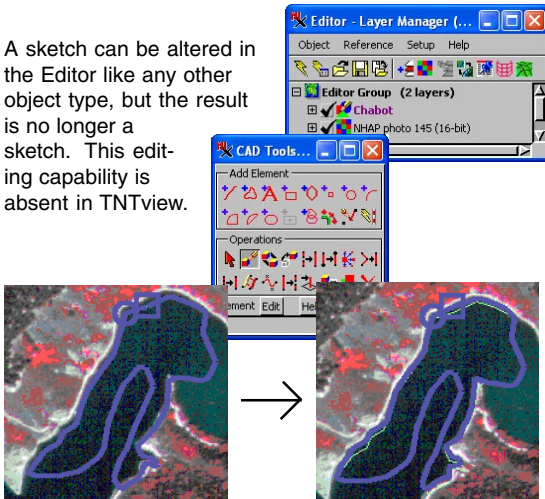 A sketch can be altered in
the Editor like any other
object type, but the result
is no longer a
sketch.  This edit-
ing capability is
absent in TNTview.
Editor - Layer Manager (...
Object Reference Setup Help
Editor Group (2 layers)
Chabot
NHAP photo 145 (16-bit)
CAD Tools...
Add Element
Operations
ement Edit He